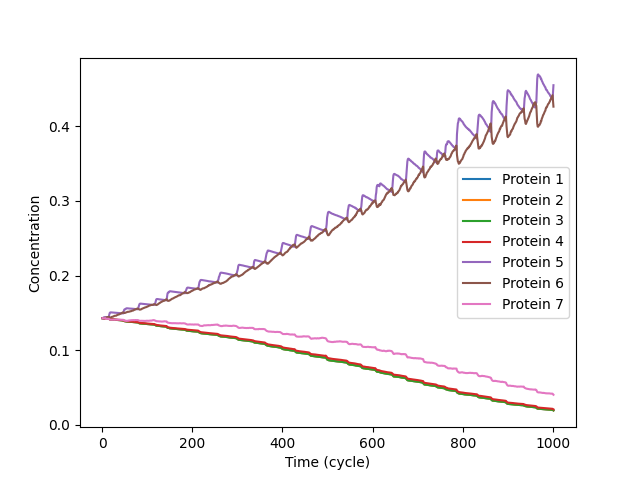 0.4
0.3
0.2
0.1
0.0
Concentration
Protein 1
Protein 2
Protein 3
Protein 4
Protein 5
Protein 6
Protein 7
0 200 400 600 800 1000
Time (cycle)